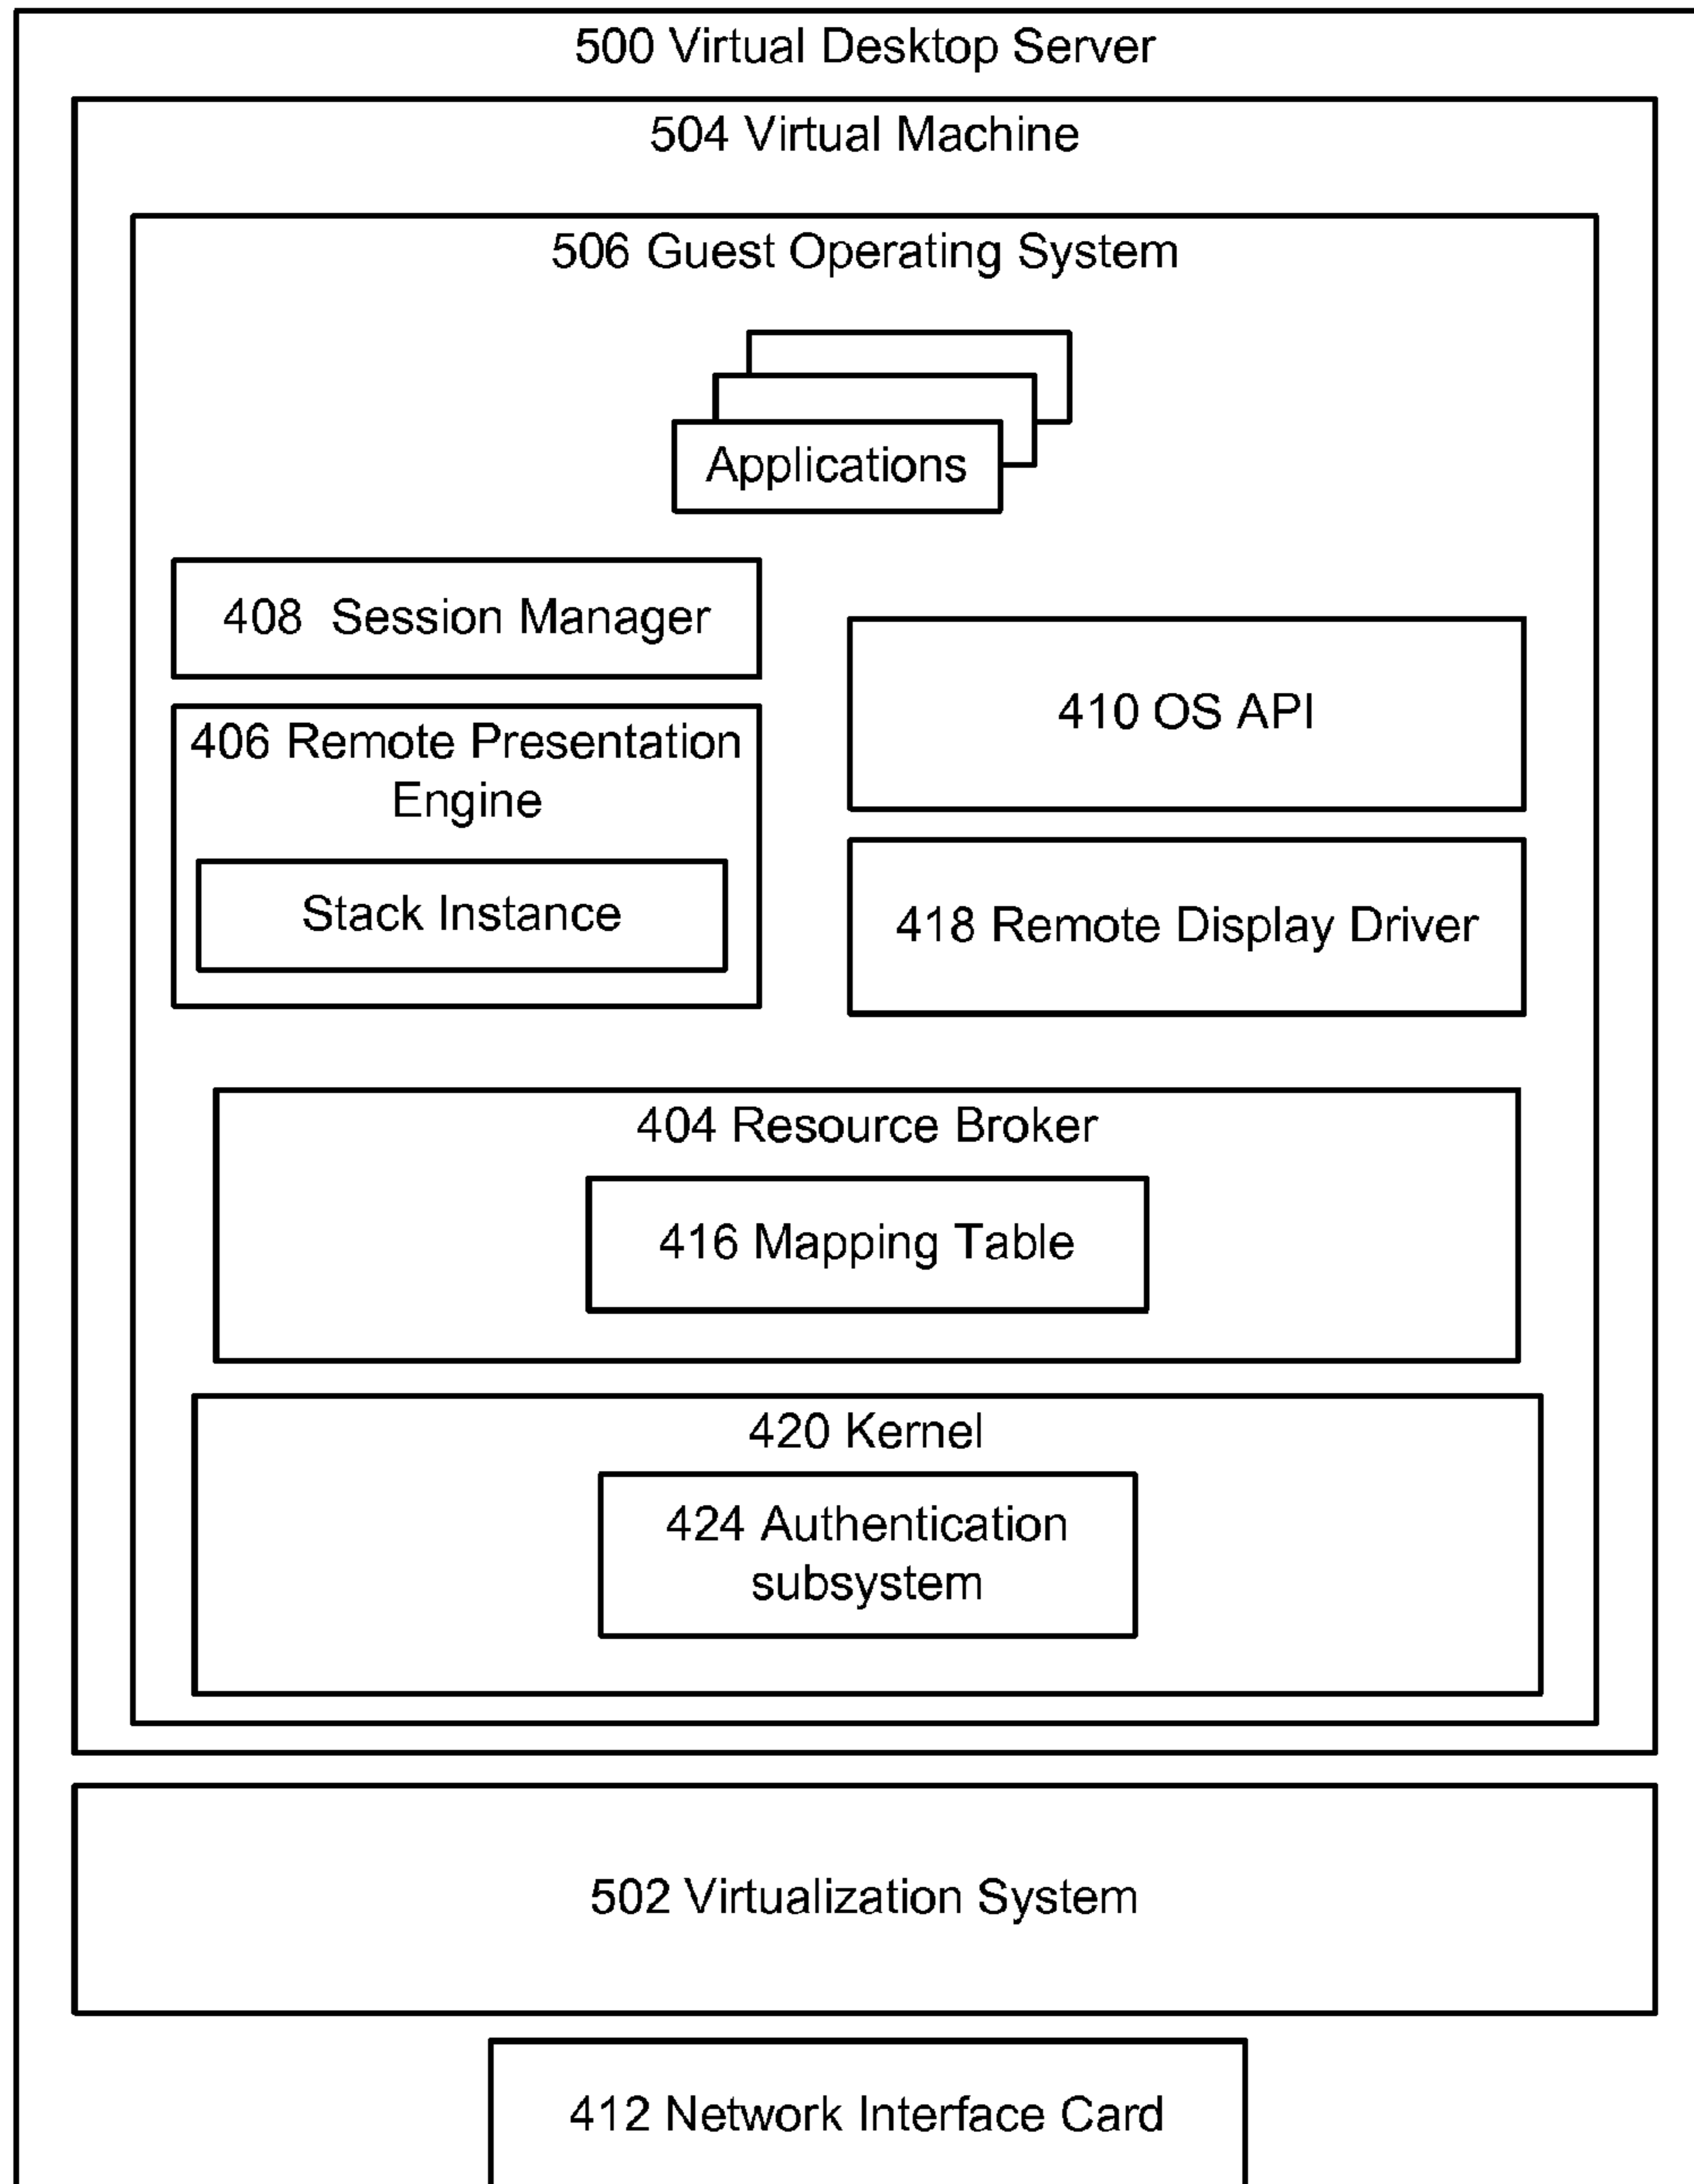 500 Virtual Desktop Server
504 Virtual Machine
506 Guest Operating System
Applications
408 Session Manager
406 Remote Presentation
Engine
Stack Instance
410 OS API
418 Remote Display Driver
404 Resource Broker
416 Mapping Table
420 Kernel
424 Authentication
subsystem
502 Virtualization System
412 Network Interface Card